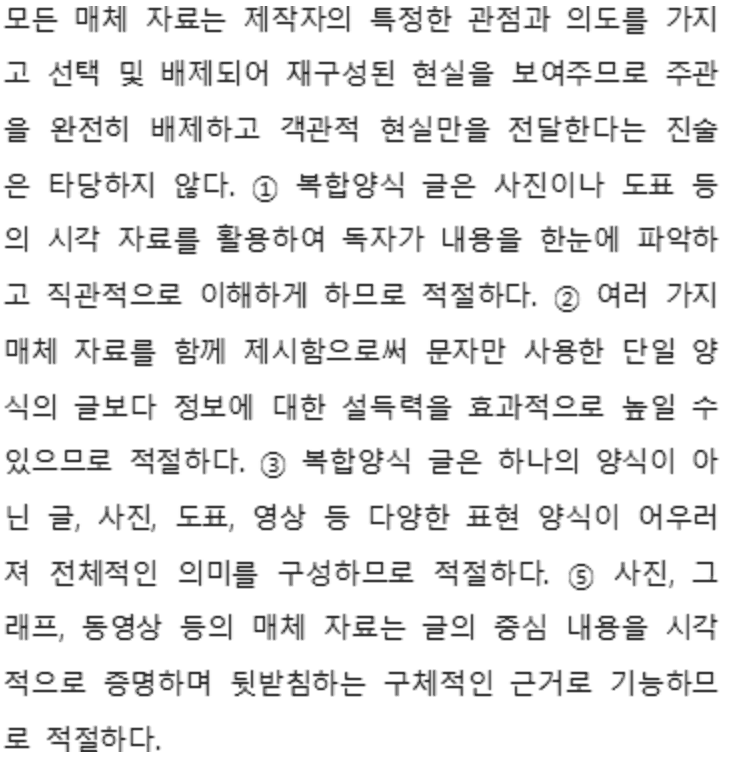 모든 매체 자료는 제작자의 특정한 관점과 의도를 가지
고 선택 및 배제되어 재구성된 현실을 보여주므로 주관
을 완전히 배제하고 객관적 현실만을 전달한다는 진술
은 타당하지 않다. ① 복합양식 글은 사진이나 도표 등
의 시각 자료를 활용하여 독자가 내용을 한눈에 파악하
고 직관적으로 이해하게 하므로 적절하다. ② 여러 가지
매체 자료를 함께 제시함으로써 문자만 사용한 단일 양
식의 글보다 정보에 대한 설득력을 효과적으로 높일 수
있으므로 적절하다. ③ 복합양식 글은 하나의 양식이 아
닌 글, 사진, 도표, 영상 등 다양한 표현 양식이 어우러
져 전체적인 의미를 구성하므로 적절하다. ⑤ 사진, 그
래프, 동영상 등의 매체 자료는 글의 중심 내용을 시각
적으로 증명하며 뒷받침하는 구체적인 근거로 기능하므
로 적절하다.